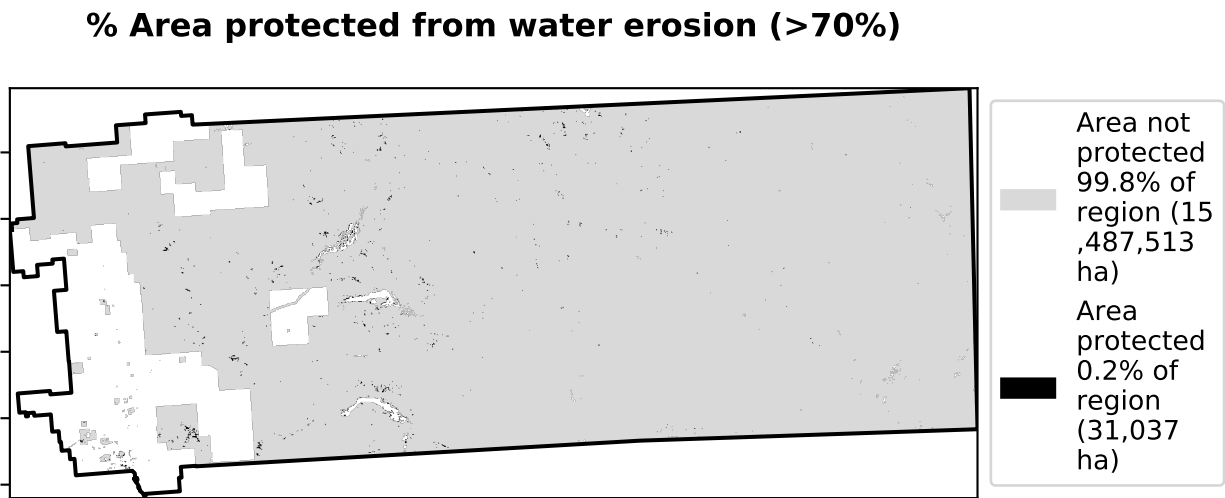 % Area protected from water erosion (>70%)
Area not
protected
99.8% of
region (15
,487,513
ha)
Area
protected
0.2% of
region
(31,037
ha)